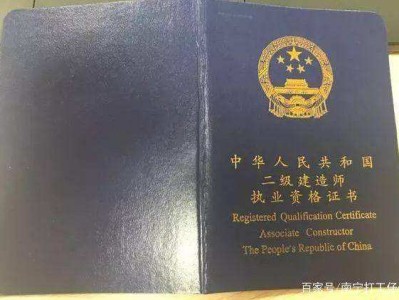 中华人民共和国
二级建造师
执业资格证书
Registered Qualification Certificate
Associate Constructor
The People's Republic of China
百家号/南宁打工仔